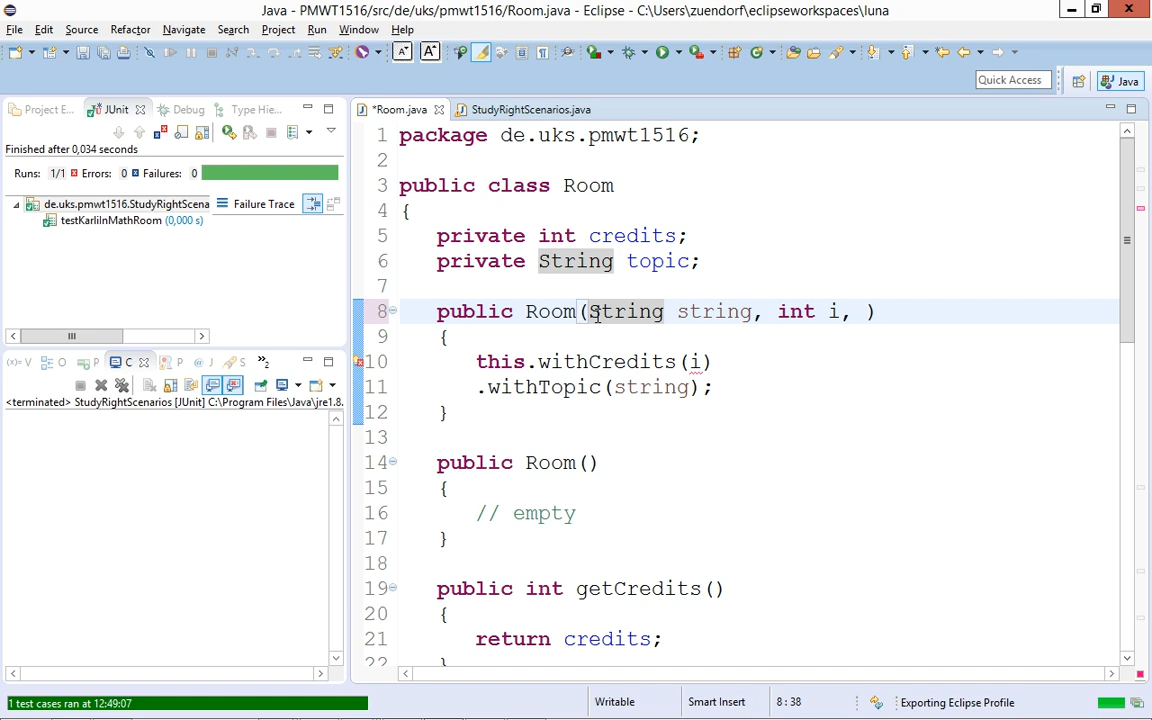 Java - PMWT1516/src/de/uks/pmwt1516/Room.java - Eclipse - C:\Users\zuendorf\eclipseworkspaces\luna
File Edit Source Refactor Navigate Search Project Run Window Help
Quick Access
Java
Project E...
JUnit
Debug
Type Hie...
Finished after 0,034 seconds
Runs: 1/1 Errors: 0 Failures: 0
de.uks.pmwt1516.StudyRightScena
Failure Trace
testKarliInMathRoom (0,000 s)
(x)= V O P C P @ J S »2
<terminated> StudyRightScenarios [JUnit] C:\Program Files\Java\jre1.8.
*Room.java
StudyRightScenarios.java
1 package de.uks.pmwt1516;
2
3 public class Room
4 {
5 private int credits;
6 private String topic;
7
8 public Room(String string, int i, )
9 {
10 this.withCredits(i)
11 .withTopic(string);
12 }
13
14 public Room()
15 {
16 // empty
17 }
18
19 public int getCredits()
20 {
21 return credits;
22 }
1 test cases ran at 12:49:07
Writable
Smart Insert
8 : 38
Exporting Eclipse Profile